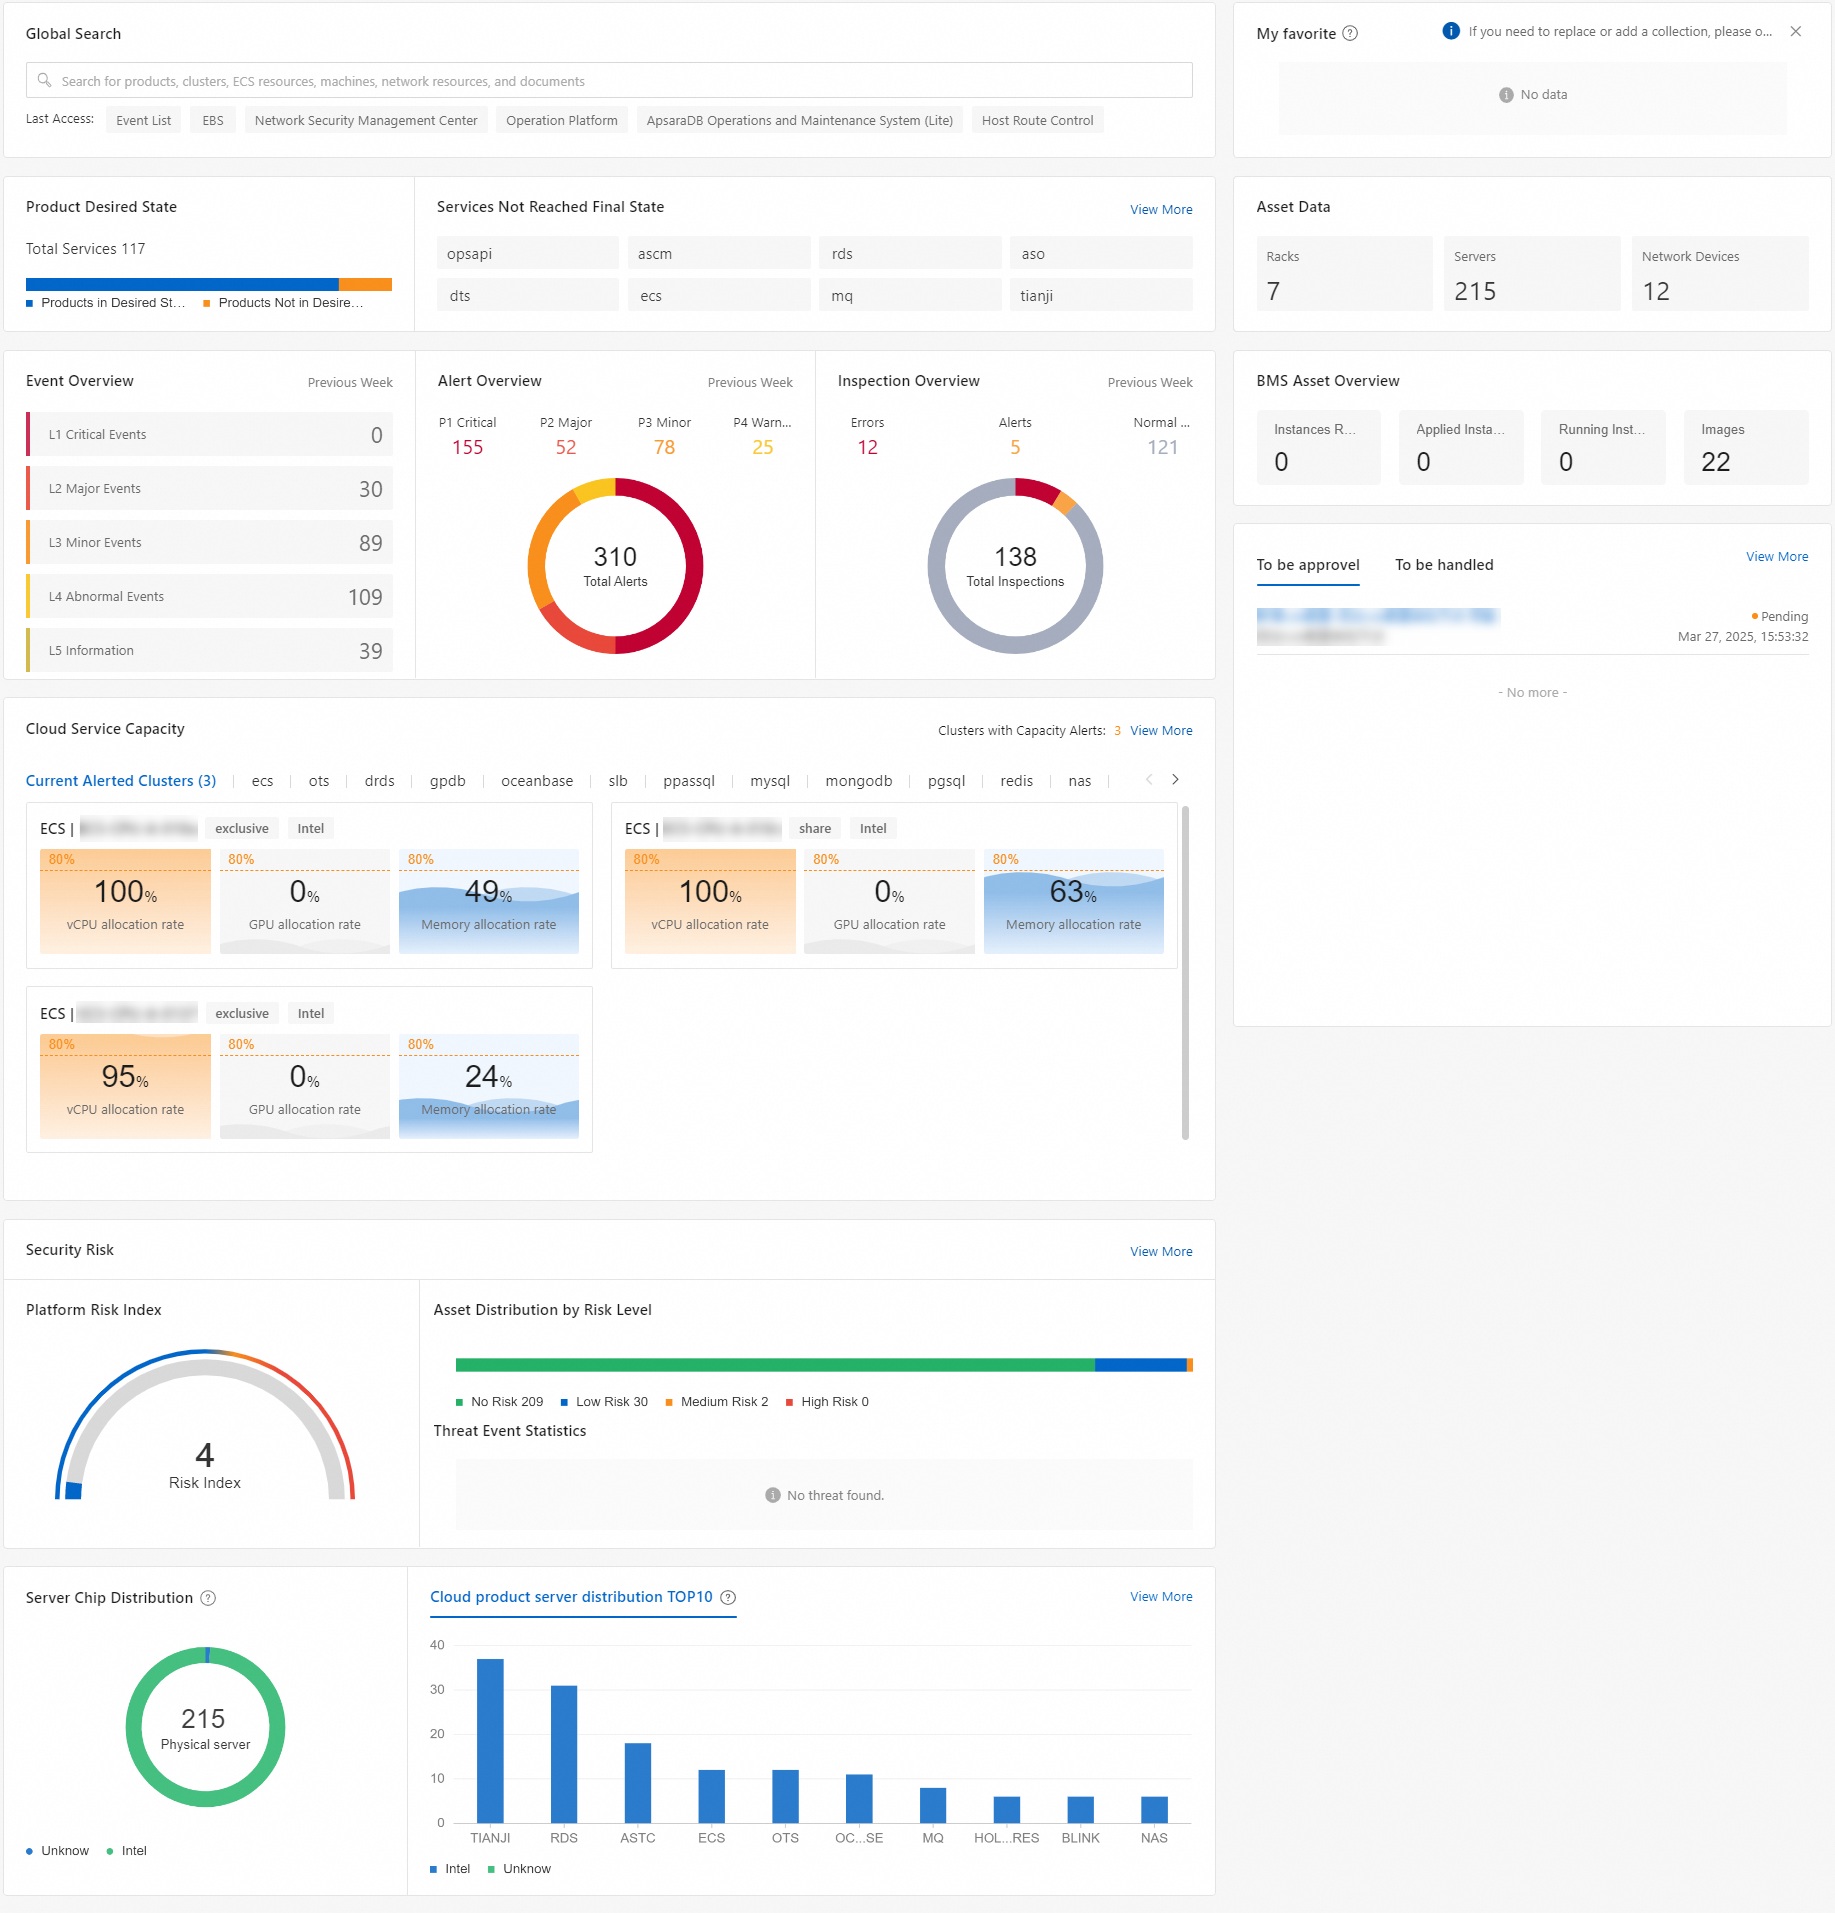 Global Search
Search for products, clusters, ECS resources, machines, network resources, and documents
Last Access: Event List EBS Network Security Management Center Operation Platform ApsaraDB Operations and Maintenance System (Lite) Host Route Control
My favorite ?
If you need to replace or add a collection, please o...
No data
Product Desired State
Total Services 117
Products in Desired St... Products Not in Desire...
Services Not Reached Final State View More
opsapi ascm rds aso
dts ecs mq tianji
Asset Data
Racks Servers Network Devices
7 215 12
Event Overview Previous Week
L1 Critical Events 0
L2 Major Events 30
L3 Minor Events 89
L4 Abnormal Events 109
L5 Information 39
Alert Overview Previous Week
P1 Critical P2 Major P3 Minor P4 Warn...
155 52 78 25
310
Total Alerts
Inspection Overview Previous Week
Errors Alerts Normal ...
12 5 121
138
Total Inspections
BMS Asset Overview
Instances R... Applied Insta... Running Inst... Images
0 0 0 22
To be approvel To be handled View More
Pending
Mar 27, 2025, 15:53:32
- No more -
Cloud Service Capacity Clusters with Capacity Alerts: 3 View More
Current Alerted Clusters (3) ecs ots drds gpdb oceanbase slb ppassql mysql mongodb pgsql redis nas
ECS | exclusive Intel
80% 80% 80%
100% 0% 49%
vCPU allocation rate GPU allocation rate Memory allocation rate
ECS | share Intel
80% 80% 80%
100% 0% 63%
vCPU allocation rate GPU allocation rate Memory allocation rate
ECS | exclusive Intel
80% 80% 80%
95% 0% 24%
vCPU allocation rate GPU allocation rate Memory allocation rate
Security Risk View More
Platform Risk Index
4
Risk Index
Asset Distribution by Risk Level
No Risk 209 Low Risk 30 Medium Risk 2 High Risk 0
Threat Event Statistics
No threat found.
Server Chip Distribution ?
215
Physical server
Unknow Intel
Cloud product server distribution TOP10 ? View More
40
30
20
10
0
TIANJI RDS ASTC ECS OTS OC...SE MQ HOL...RES BLINK NAS
Intel Unknow